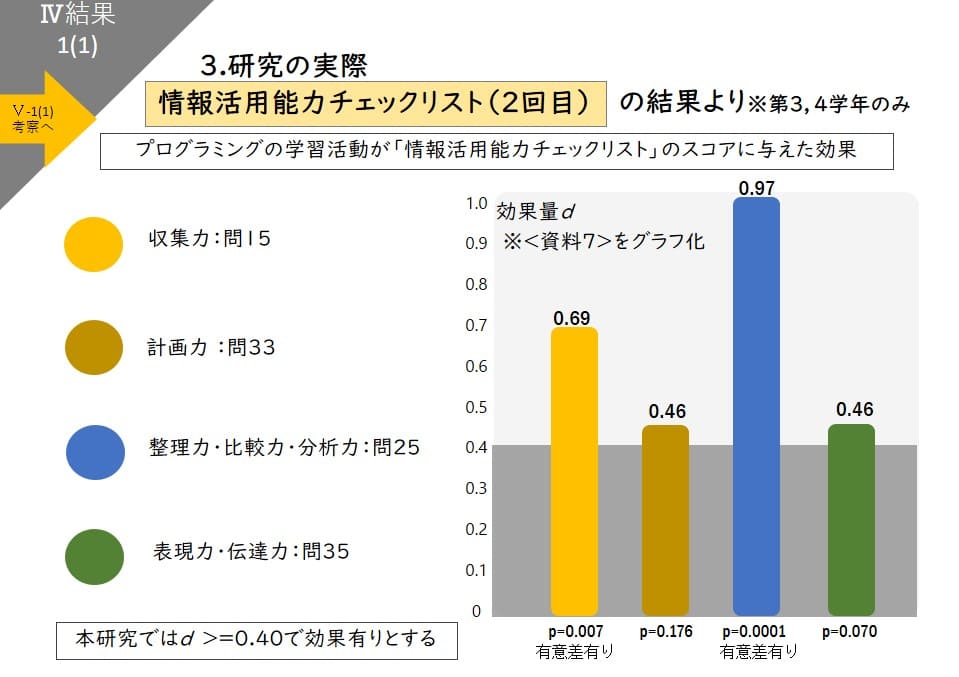 Ⅳ結果
1(1)
Ⅴ-1(1)
考察へ
3.研究の実際
情報活用能力チェックリスト(2回目) の結果より※第3,4学年のみ
プログラミングの学習活動が「情報活用能力チェックリスト」のスコアに与えた効果
収集力:問15
計画力 :問33
整理力・比較力・分析力:問25
表現力・伝達力:問35
本研究ではd >=0.40で効果有りとする
効果量d
※<資料7>をグラフ化
1.0
0.9
0.8
0.7
0.6
0.5
0.4
0.3
0.2
0.1
0
0.69
0.46
0.97
0.46
p=0.007
有意差有り
p=0.176
p=0.0001
有意差有り
p=0.070